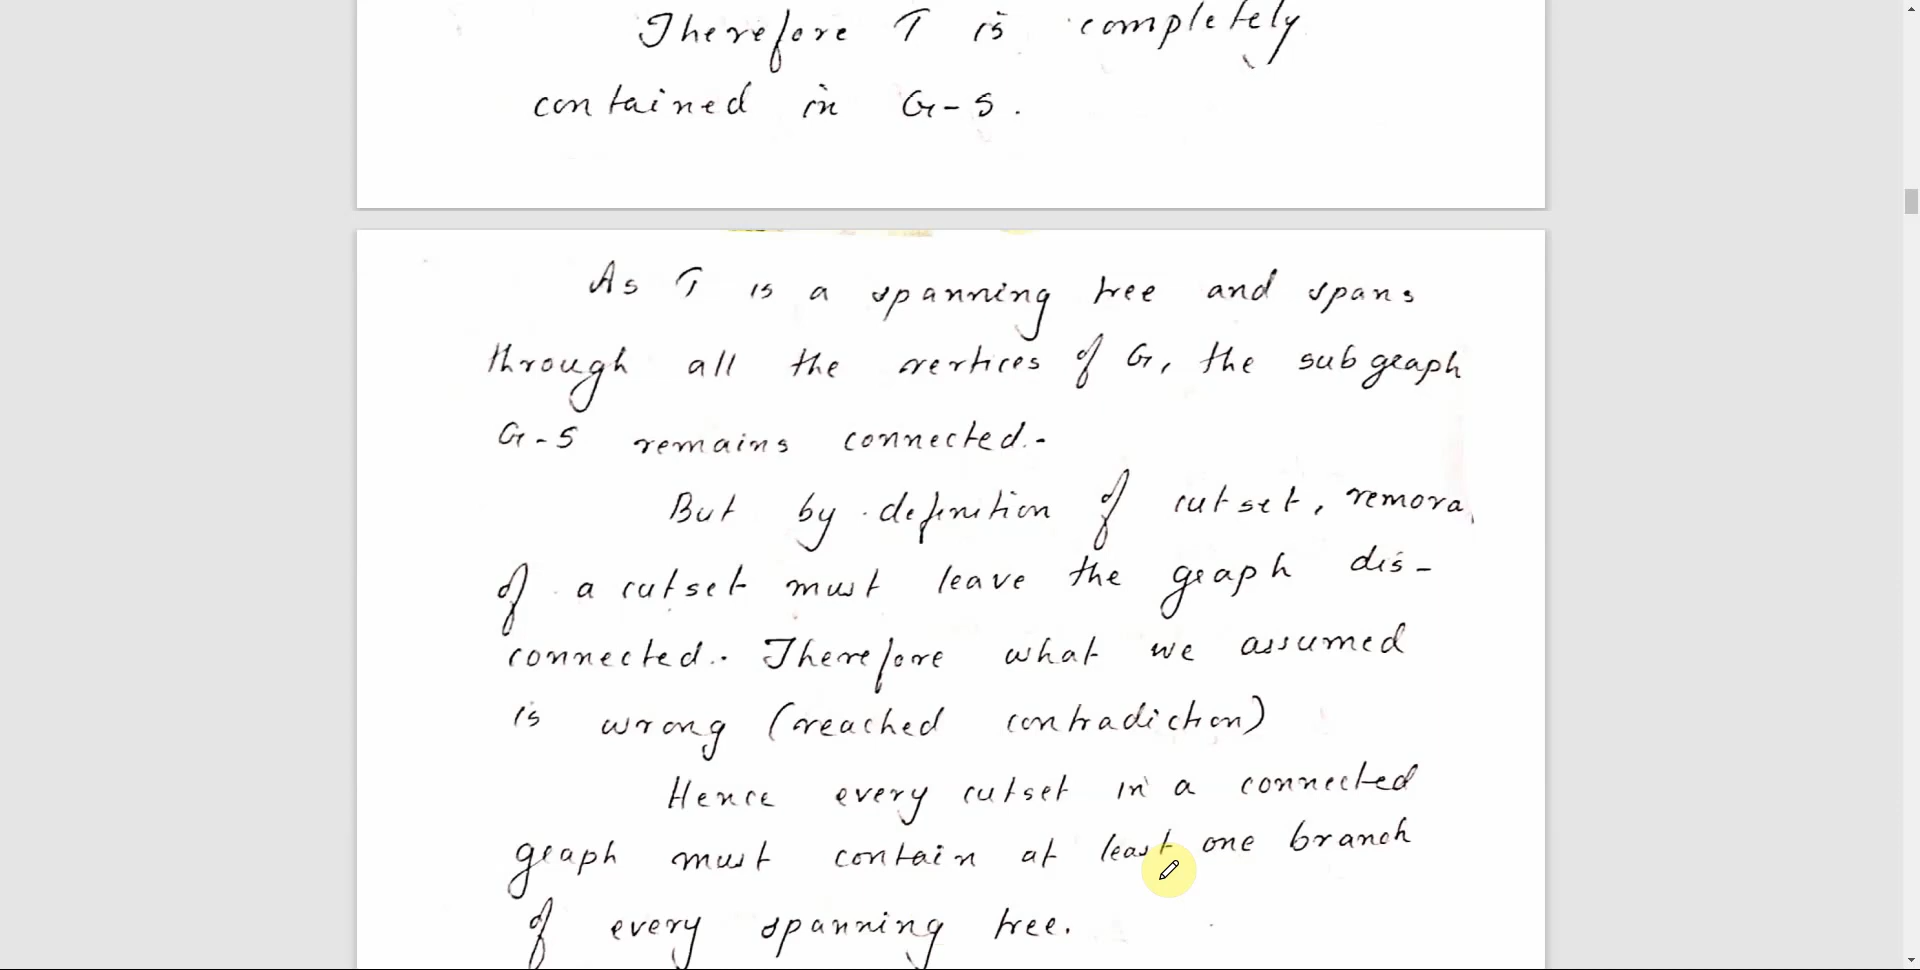 Therefore T is completely
contained in G-S.
As T is a spanning tree and spans
through all the vertices of G, the subgraph
G-S remains connected.
But by definition of cutset, remova
of a cutset must leave the graph dis-
connected. Therefore what we assumed
is wrong (reached contradiction)
Hence every cutset in a connected
graph must contain at least one branch
of every spanning tree.